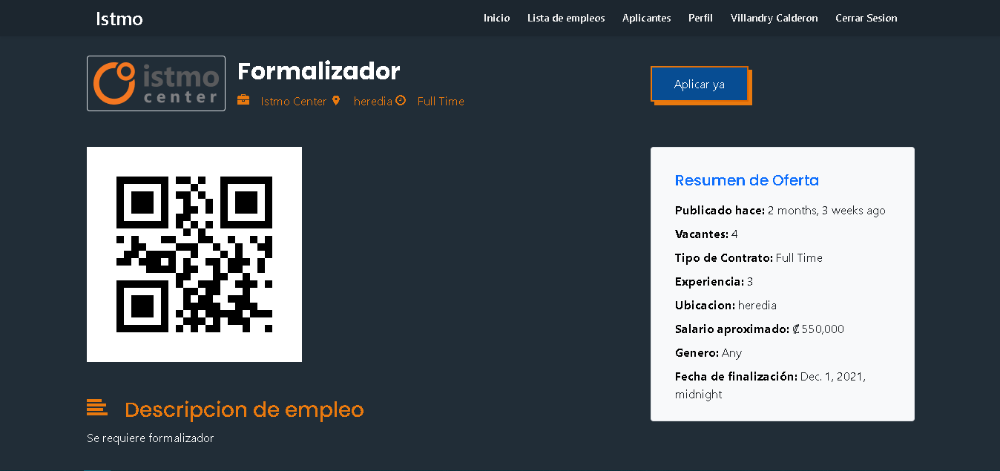 Istmo
Inicio Lista de empleos Aplicantes Perfil Villandry Calderon Cerrar Sesion
istmo
center
Formalizador
Istmo Center heredia Full Time
Aplicar ya
Resumen de Oferta
Publicado hace: 2 months, 3 weeks ago
Vacantes: 4
Tipo de Contrato: Full Time
Experiencia: 3
Ubicacion: heredia
Salario aproximado: ₡550,000
Genero: Any
Fecha de finalización: Dec. 1, 2021,
midnight
Descripcion de empleo
Se requiere formalizador